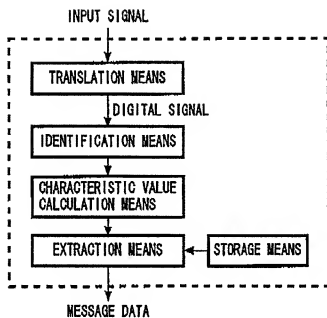 INPUT SIGNAL
TRANSLATION MEANS
DIGITAL SIGNAL
IDENTIFICATION MEANS
CHARACTERISTIC VALUE
CALCULATION MEANS
EXTRACTION MEANS
STORAGE MEANS
MESSAGE DATA